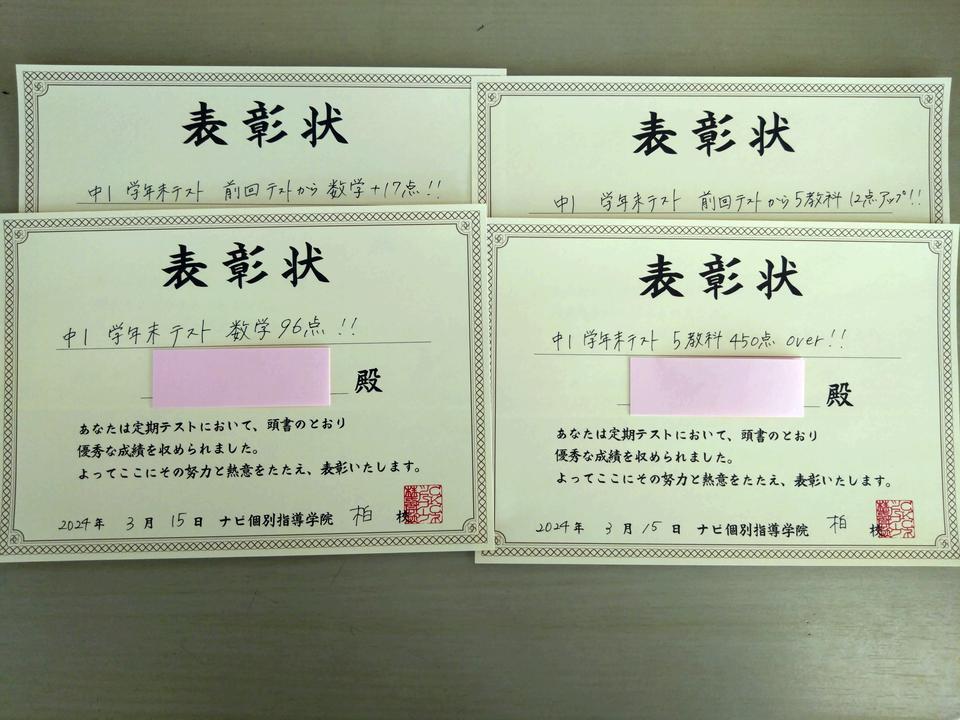 表彰状
中1 学年末テスト 前回テストから 数学+17点!!
表彰状
中1 学年末テスト 前回テストから5教科 12点アップ!!
表彰状
中1 学年末テスト 数学96点!!
殿
あなたは定期テストにおいて、頭書のとおり
優秀な成績を収められました。
よってここにその努力と熱意をたたえ、表彰いたします。
2024年 3月 15日 ナビ個別指導学院 柏 校
表彰状
中1 学年末テスト 5教科 450点 over!!
殿
あなたは定期テストにおいて、頭書のとおり
優秀な成績を収められました。
よってここにその努力と熱意をたたえ、表彰いたします。
2024年 3月 15日 ナビ個別指導学院 柏 校